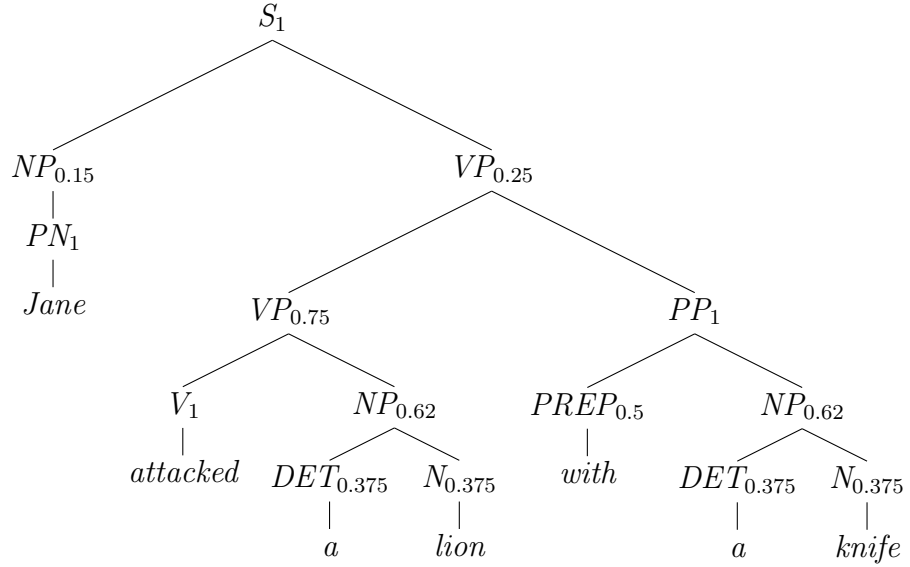 S₁
NP₀.₁₅ VP₀.₂₅
PN₁
Jane VP₀.₇₅ PP₁
V₁ NP₀.₆₂ PREP₀.₅ NP₀.₆₂
attacked DET₀.₃₇₅ N₀.₃₇₅ with DET₀.₃₇₅ N₀.₃₇₅
a lion a knife